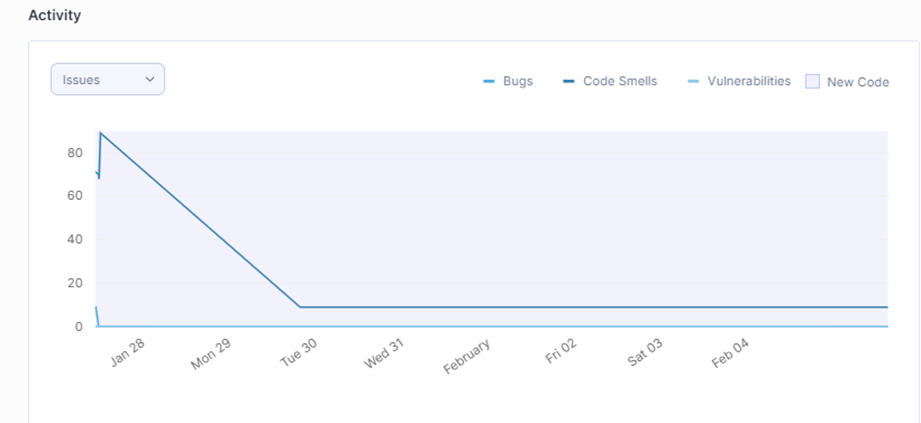 Activity
Issues
Bugs Code Smells Vulnerabilities New Code
80
60
40
20
0
Jan 28 Mon 29 Tue 30 Wed 31 February Fri 02 Sat 03 Feb 04